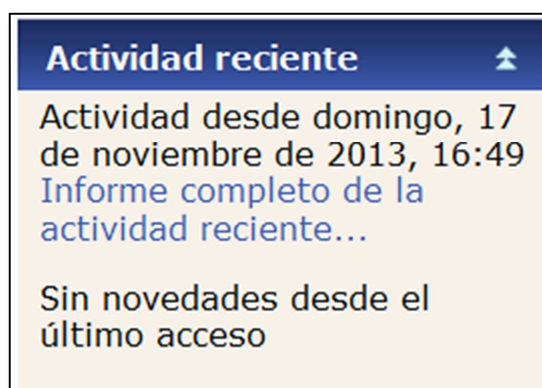 Actividad reciente
Actividad desde domingo, 17
de noviembre de 2013, 16:49
Informe completo de la
actividad reciente...
Sin novedades desde el
último acceso